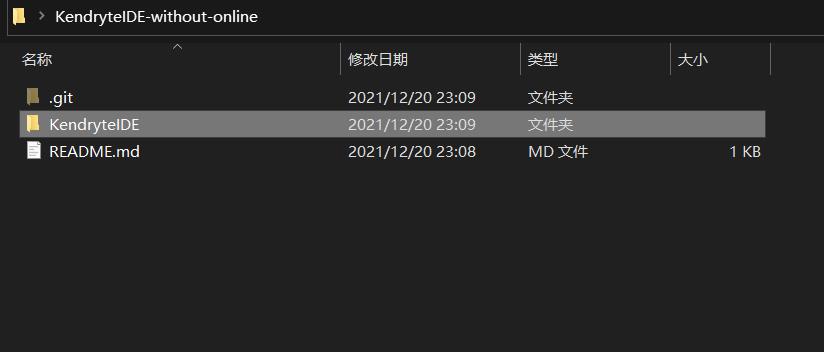 KendryteIDE-without-online
名称 修改日期 类型 大小
.git 2021/12/20 23:09 文件夹
KendryteIDE 2021/12/20 23:09 文件夹
README.md 2021/12/20 23:08 MD 文件 1 KB